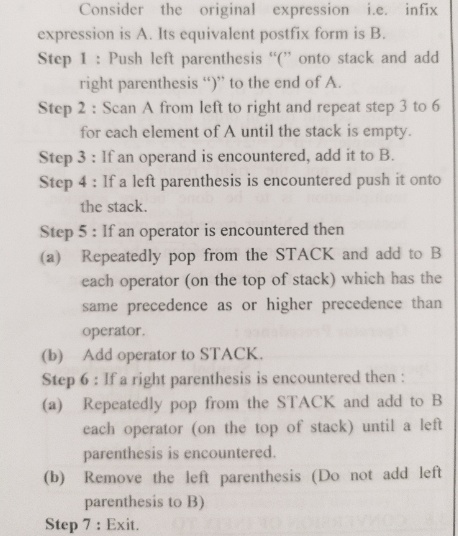 Consider the original expression i.e. infix
expression is A. Its equivalent postfix form is B.
Step 1 : Push left parenthesis "(" onto stack and add
right parenthesis ")" to the end of A.
Step 2 : Scan A from left to right and repeat step 3 to 6
for each element of A until the stack is empty.
Step 3 : If an operand is encountered, add it to B.
Step 4 : If a left parenthesis is encountered push it onto
the stack.
Step 5 : If an operator is encountered then
(a) Repeatedly pop from the STACK and add to B
each operator (on the top of stack) which has the
same precedence as or higher precedence than
operator.
(b) Add operator to STACK.
Step 6 : If a right parenthesis is encountered then :
(a) Repeatedly pop from the STACK and add to B
each operator (on the top of stack) until a left
parenthesis is encountered.
(b) Remove the left parenthesis (Do not add left
parenthesis to B)
Step 7 : Exit.